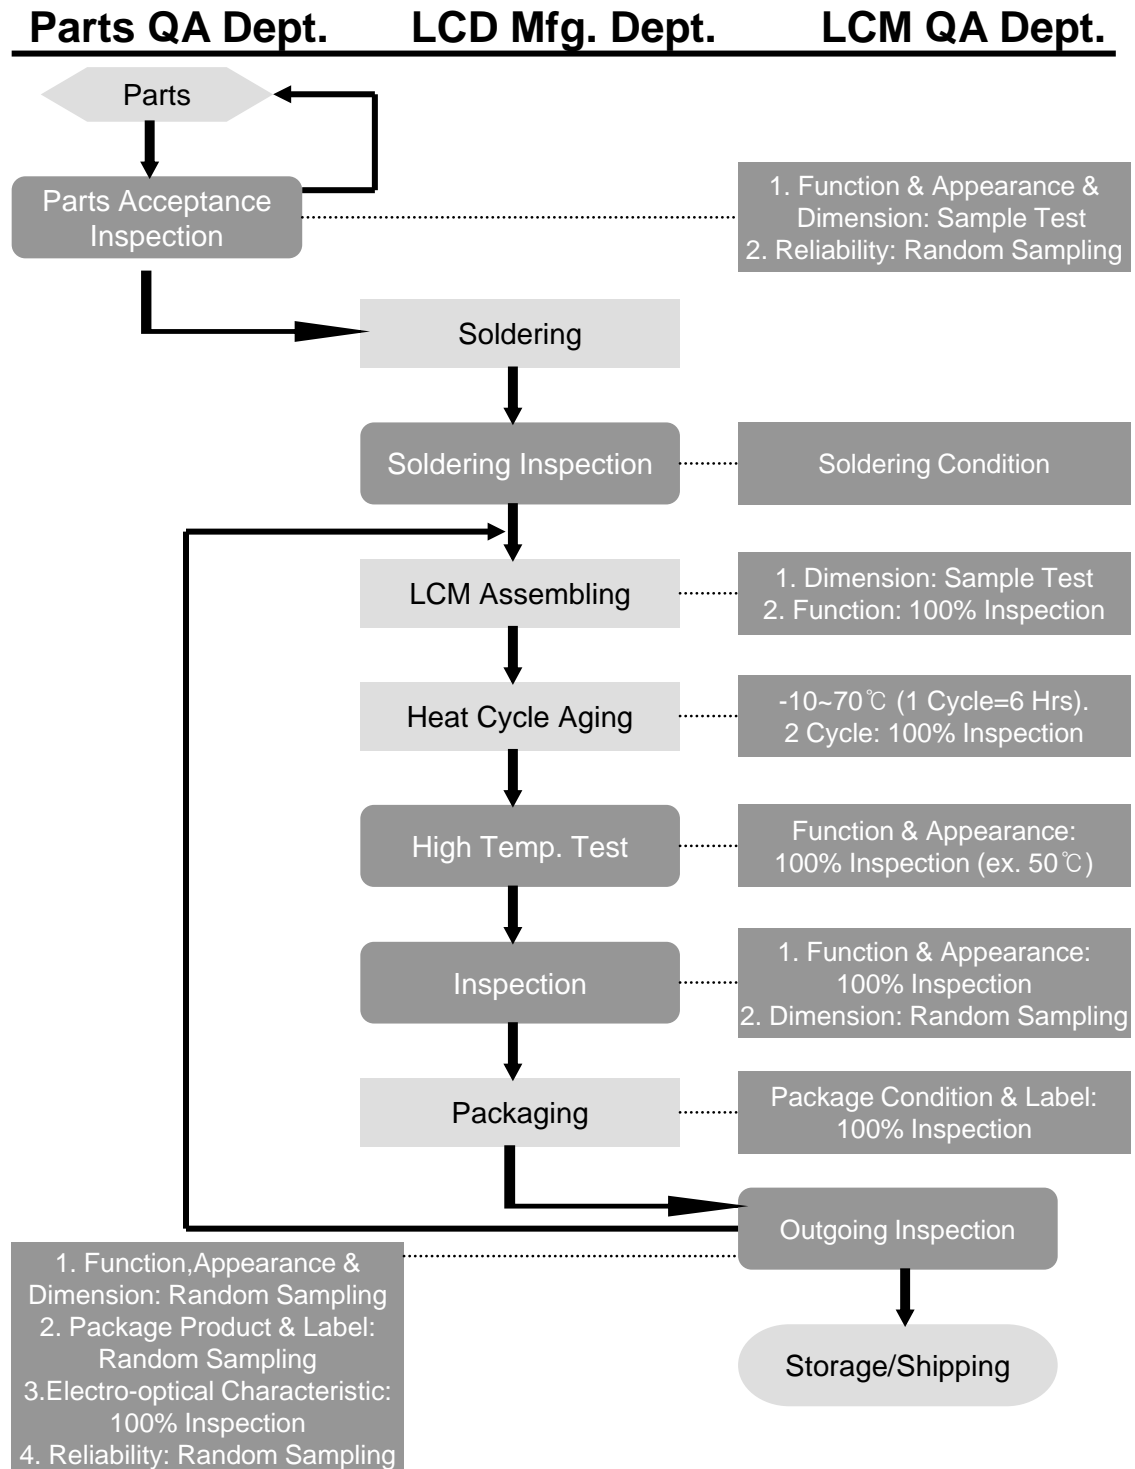 Parts QA Dept.
LCD Mfg. Dept.
LCM QA Dept.
Parts
Parts Acceptance
Inspection
1. Function & Appearance &
Dimension: Sample Test
2. Reliability: Random Sampling
Soldering
Soldering Inspection
Soldering Condition
LCM Assembling
1. Dimension: Sample Test
2. Function: 100% Inspection
Heat Cycle Aging
-10~70℃ (1 Cycle=6 Hrs).
2 Cycle: 100% Inspection
High Temp. Test
Function & Appearance:
100% Inspection (ex. 50℃)
Inspection
1. Function & Appearance:
100% Inspection
2. Dimension: Random Sampling
Packaging
Package Condition & Label:
100% Inspection
Outgoing Inspection
1. Function,Appearance &
Dimension: Random Sampling
2. Package Product & Label:
Random Sampling
3.Electro-optical Characteristic:
100% Inspection
4. Reliability: Random Sampling
Storage/Shipping